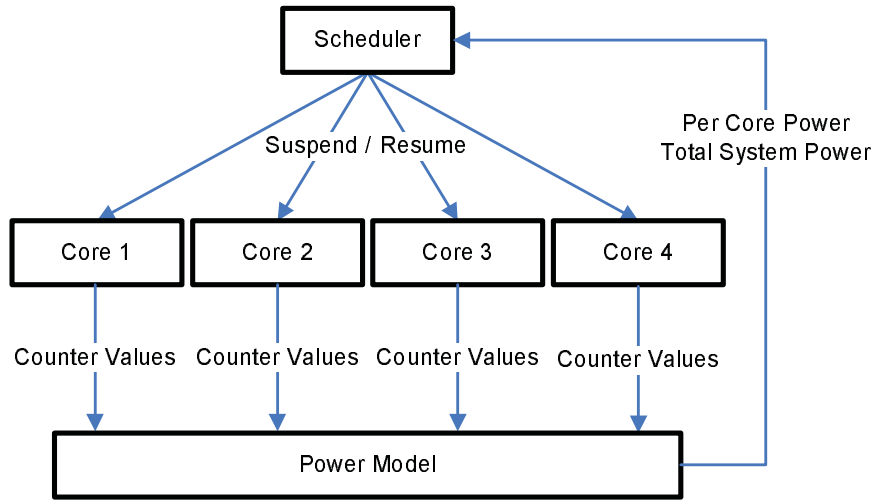 Scheduler
Per Core Power
Total System Power
Suspend / Resume
Core 1
Core 2
Core 3
Core 4
Counter Values
Counter Values
Counter Values
Counter Values
Power Model